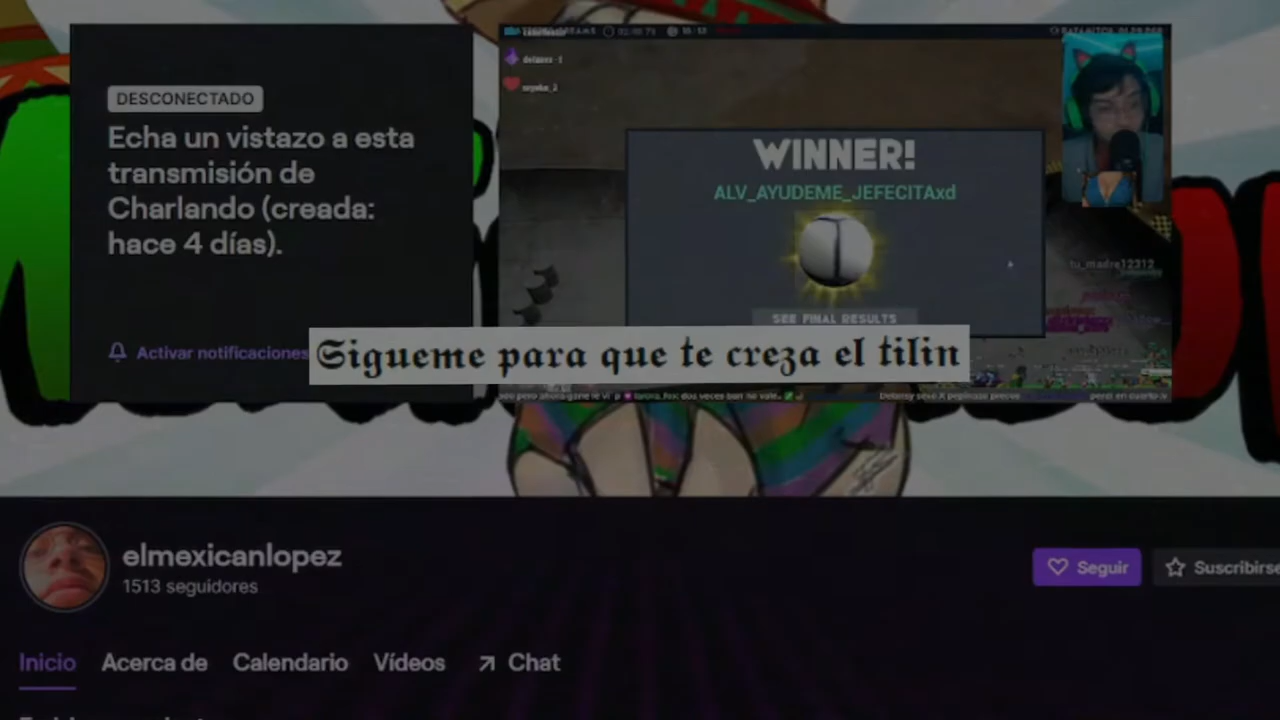 DESCONECTADO
Echa un vistazo a esta
transmisión de
Charlando (creada:
hace 4 días).
Activar notificaciones
WINNER!
ALV_AYUDEME_JEFECITAxd
SEE FINAL RESULTS
tu_madre12312
Sigueme para que te creza el tilin
elmexicanlopez
1513 seguidores
Seguir
Suscribirse
Inicio
Acerca de
Calendario
Vídeos
Chat